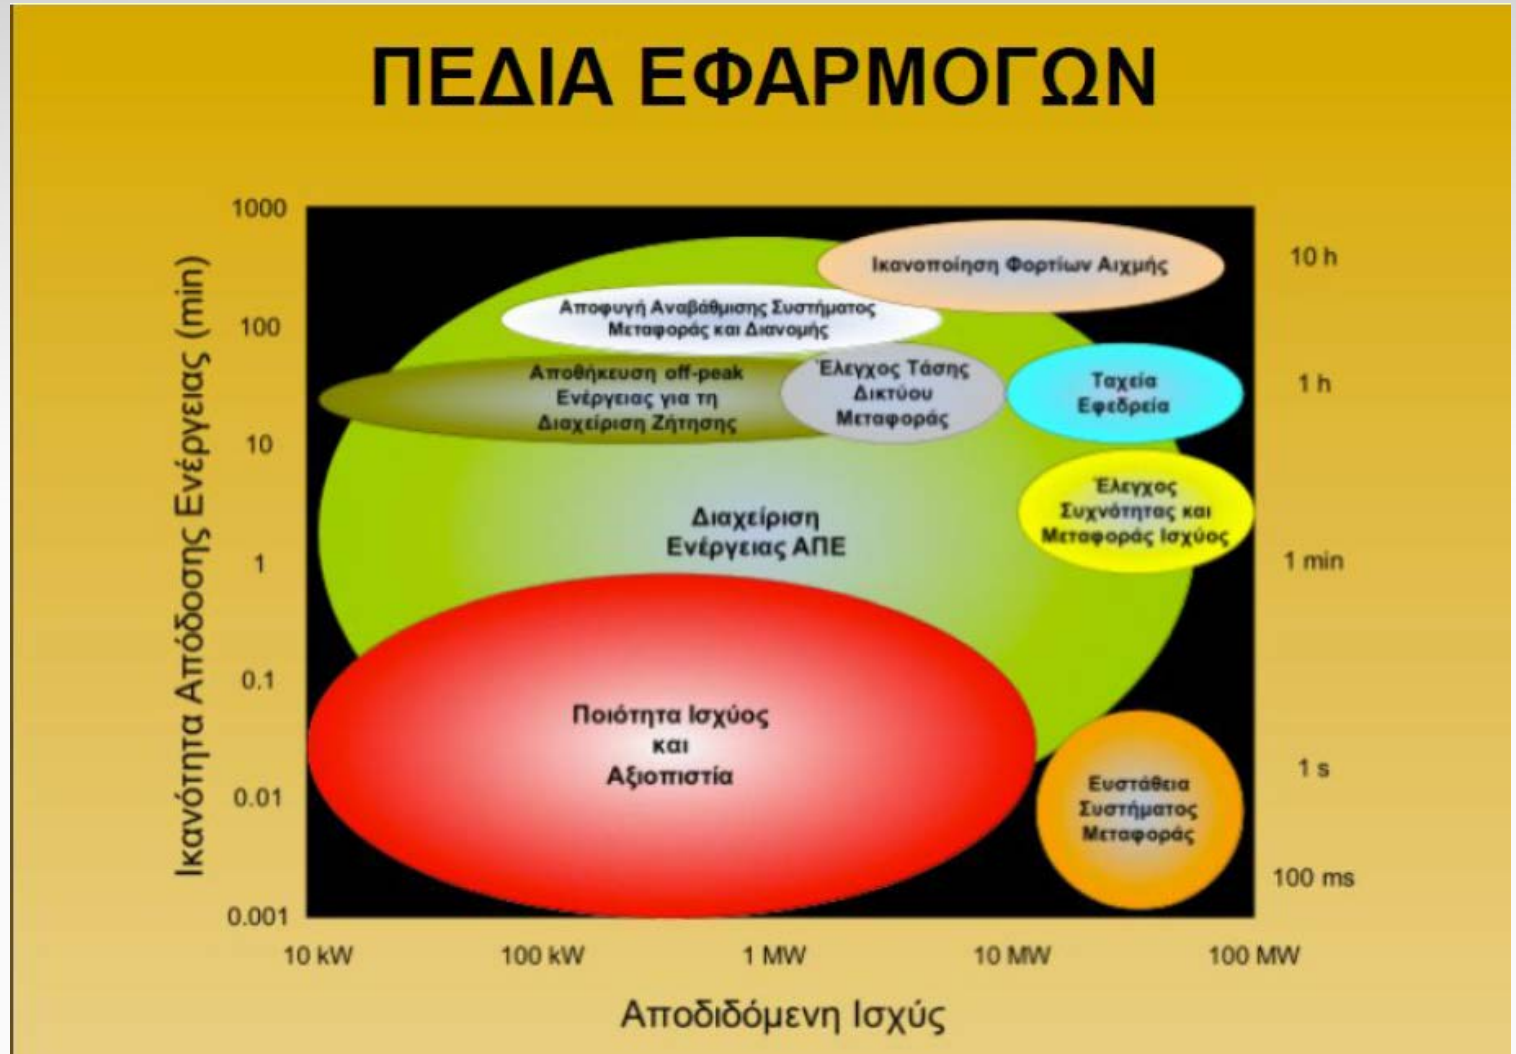 ΠΕΔΙΑ ΕΦΑΡΜΟΓΩΝ
Ικανότητα Απόδοσης Ενέργειας (min)
1000
100
10
1
0.1
0.01
0.001
Ικανοποίηση Φορτίων Αιχμής
Αποφυγή Αναβάθμισης Συστήματος
Μεταφοράς και Διανομής
Αποθήκευση off-peak
Ενέργειας για τη
Διαχείριση Ζήτησης
Έλεγχος Τάσης
Δικτύου
Μεταφοράς
Ταχεία
Εφεδρεία
Έλεγχος
Συχνότητας και
Μεταφοράς Ισχύος
Διαχείριση
Ενέργειας ΑΠΕ
Ποιότητα Ισχύος
και
Αξιοπιστία
Ευστάθεια
Συστήματος
Μεταφοράς
10 h
1 h
1 min
1 s
100 ms
10 kW
100 kW
1 MW
10 MW
100 MW
Αποδιδόμενη Ισχύς